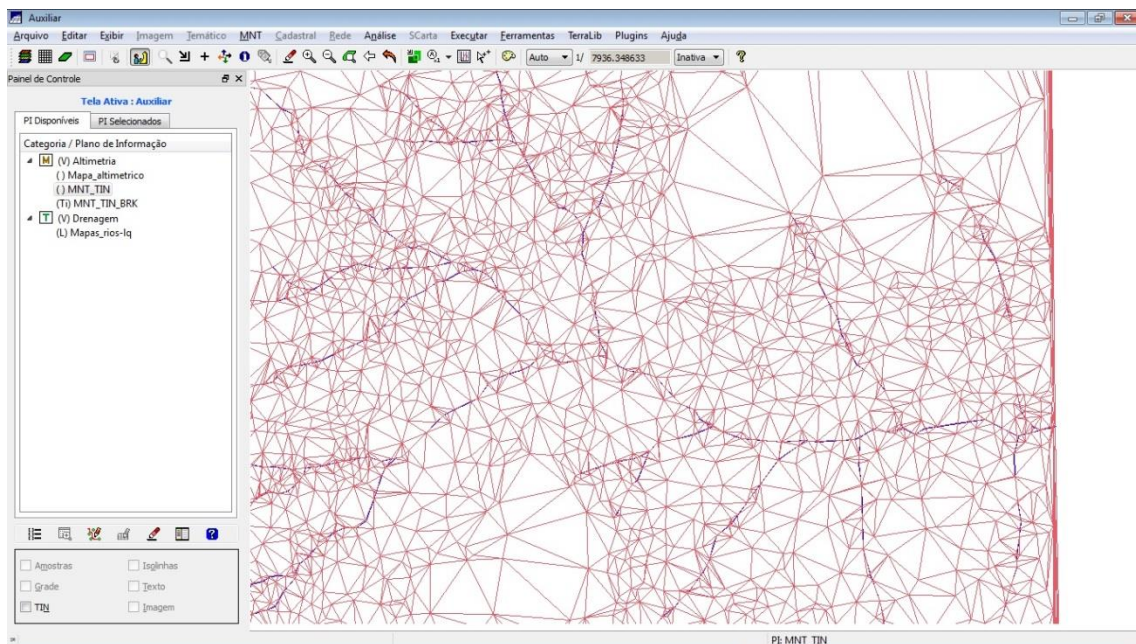 Auxiliar
Arquivo Editar Exibir Imagem Temático MNT Cadastral Rede Análise SCarta Executar Ferramentas TerraLib Plugins Ajuda
Auto 1/ 7936.348633 Inativa
Painel de Controle
Tela Ativa : Auxiliar
PI Disponíveis PI Selecionados
Categoria / Plano de Informação
M (V) Altimetria
( ) Mapa_altimetrico
( ) MNT_TIN
(Ti) MNT_TIN_BRK
T (V) Drenagem
(L) Mapas_rios-lq
Amostras Isolinhas
Grade Texto
TIN Imagem
PI: MNT_TIN